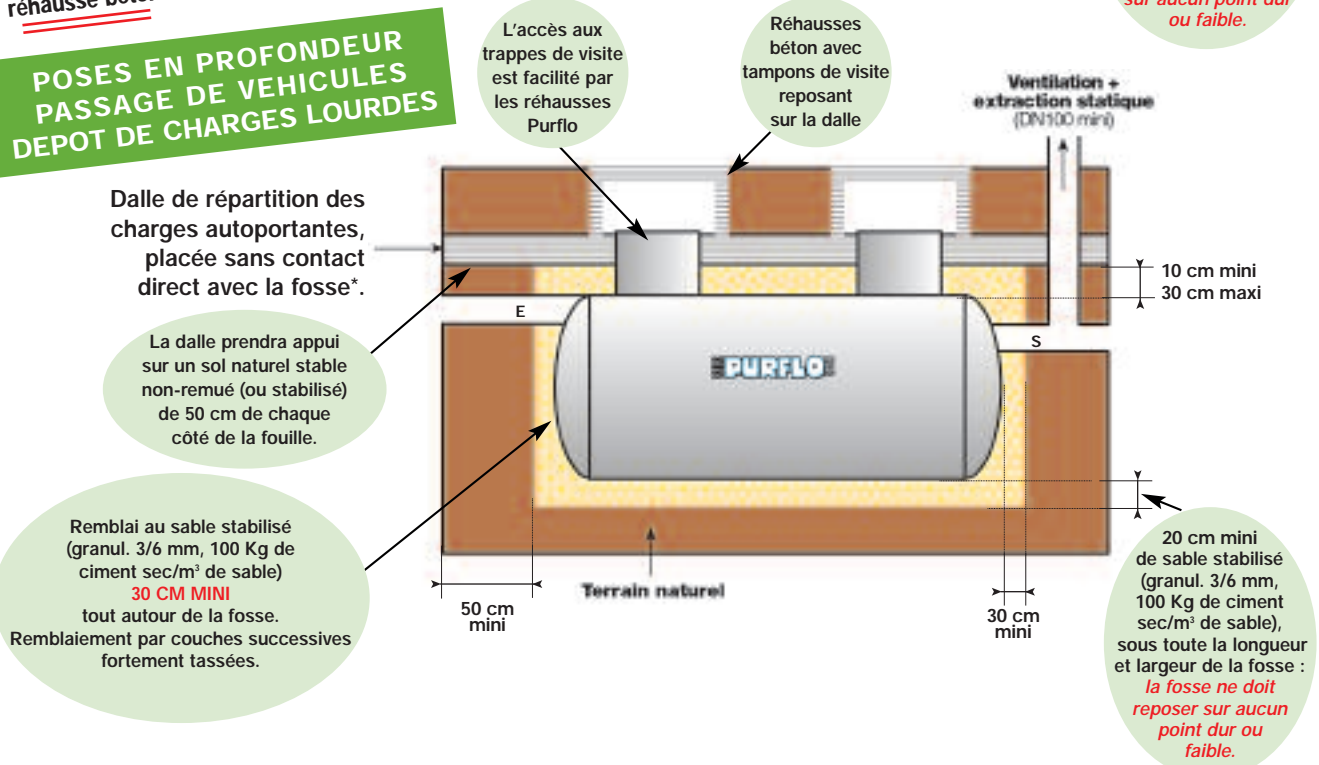 réhausse béton
sur aucun point dur
ou faible.
POSES EN PROFONDEUR
PASSAGE DE VEHICULES
DEPOT DE CHARGES LOURDES
L'accès aux
trappes de visite
est facilité par
les réhausses
Purflo
Réhausses
béton avec
tampons de visite
reposant
sur la dalle
Ventilation +
extraction statique
(DN100 mini)
Dalle de répartition des
charges autoportantes,
placée sans contact
direct avec la fosse*.
10 cm mini
30 cm maxi
E
S
PURFLO
La dalle prendra appui
sur un sol naturel stable
non-remué (ou stabilisé)
de 50 cm de chaque
côté de la fouille.
Remblai au sable stabilisé
(granul. 3/6 mm, 100 Kg de
ciment sec/m³ de sable)
30 CM MINI
tout autour de la fosse.
Remblaiement par couches successives
fortement tassées.
50 cm
mini
Terrain naturel
30 cm
mini
20 cm mini
de sable stabilisé
(granul. 3/6 mm,
100 Kg de ciment
sec/m³ de sable),
sous toute la longueur
et largeur de la fosse :
la fosse ne doit
reposer sur aucun
point dur ou
faible.